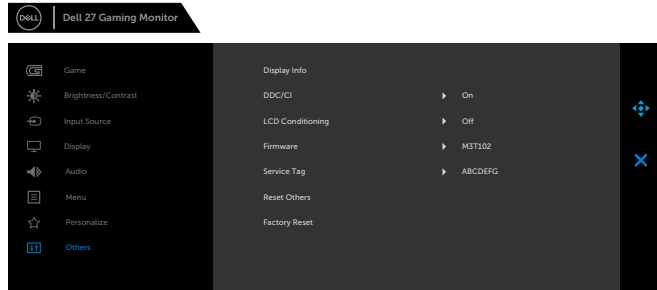 DELL Dell 27 Gaming Monitor
Game
Brightness/Contrast
Input Source
Display
Audio
Menu
Personalize
Others
Display Info
DDC/CI On
LCD Conditioning Off
Firmware M3T102
Service Tag ABCDEFG
Reset Others
Factory Reset